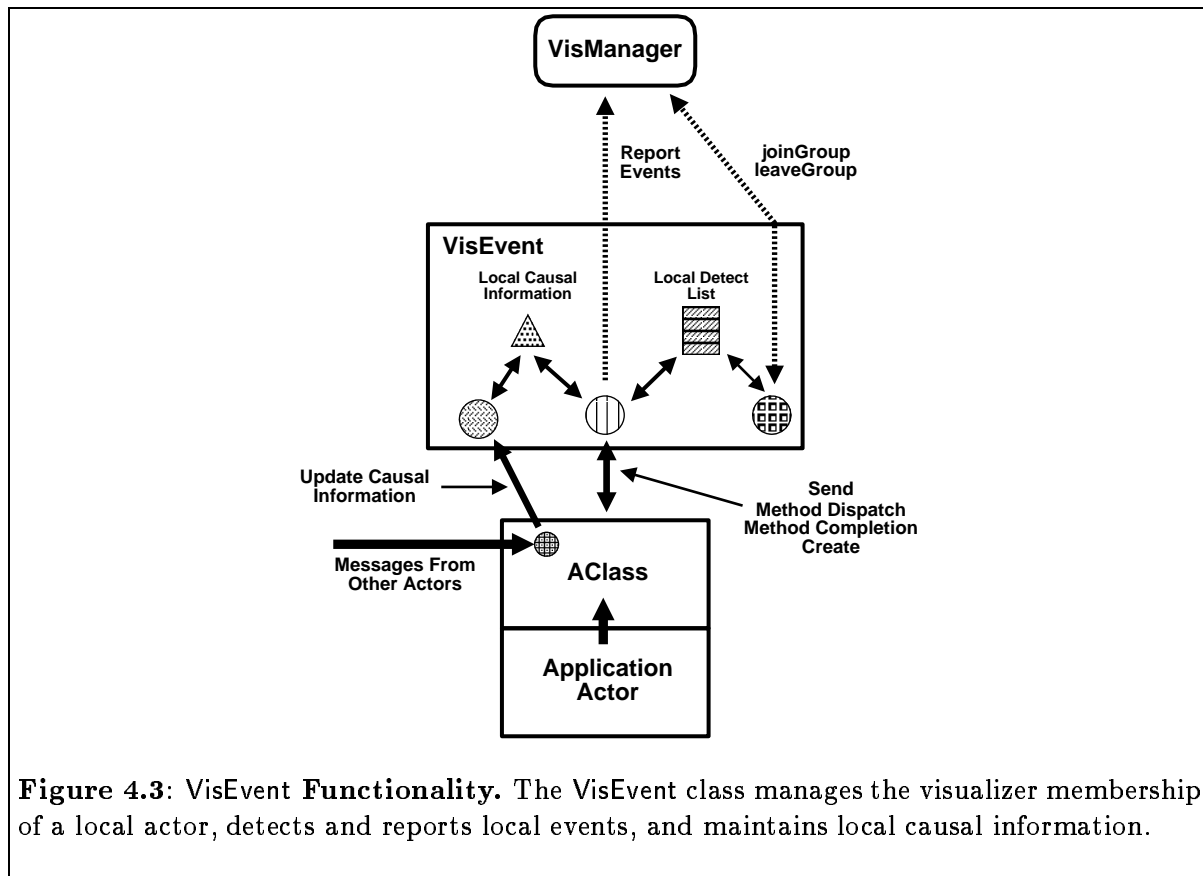 VisManager
Report
Events
joinGroup
leaveGroup
VisEvent
Local Causal
Information
Local Detect
List
Update Causal
Information
Send
Method Dispatch
Method Completion
Create
Messages From
Other Actors
AClass
Application
Actor
Figure 4.3: VisEvent Functionality. The VisEvent class manages the visualizer membership
of a local actor, detects and reports local events, and maintains local causal information.